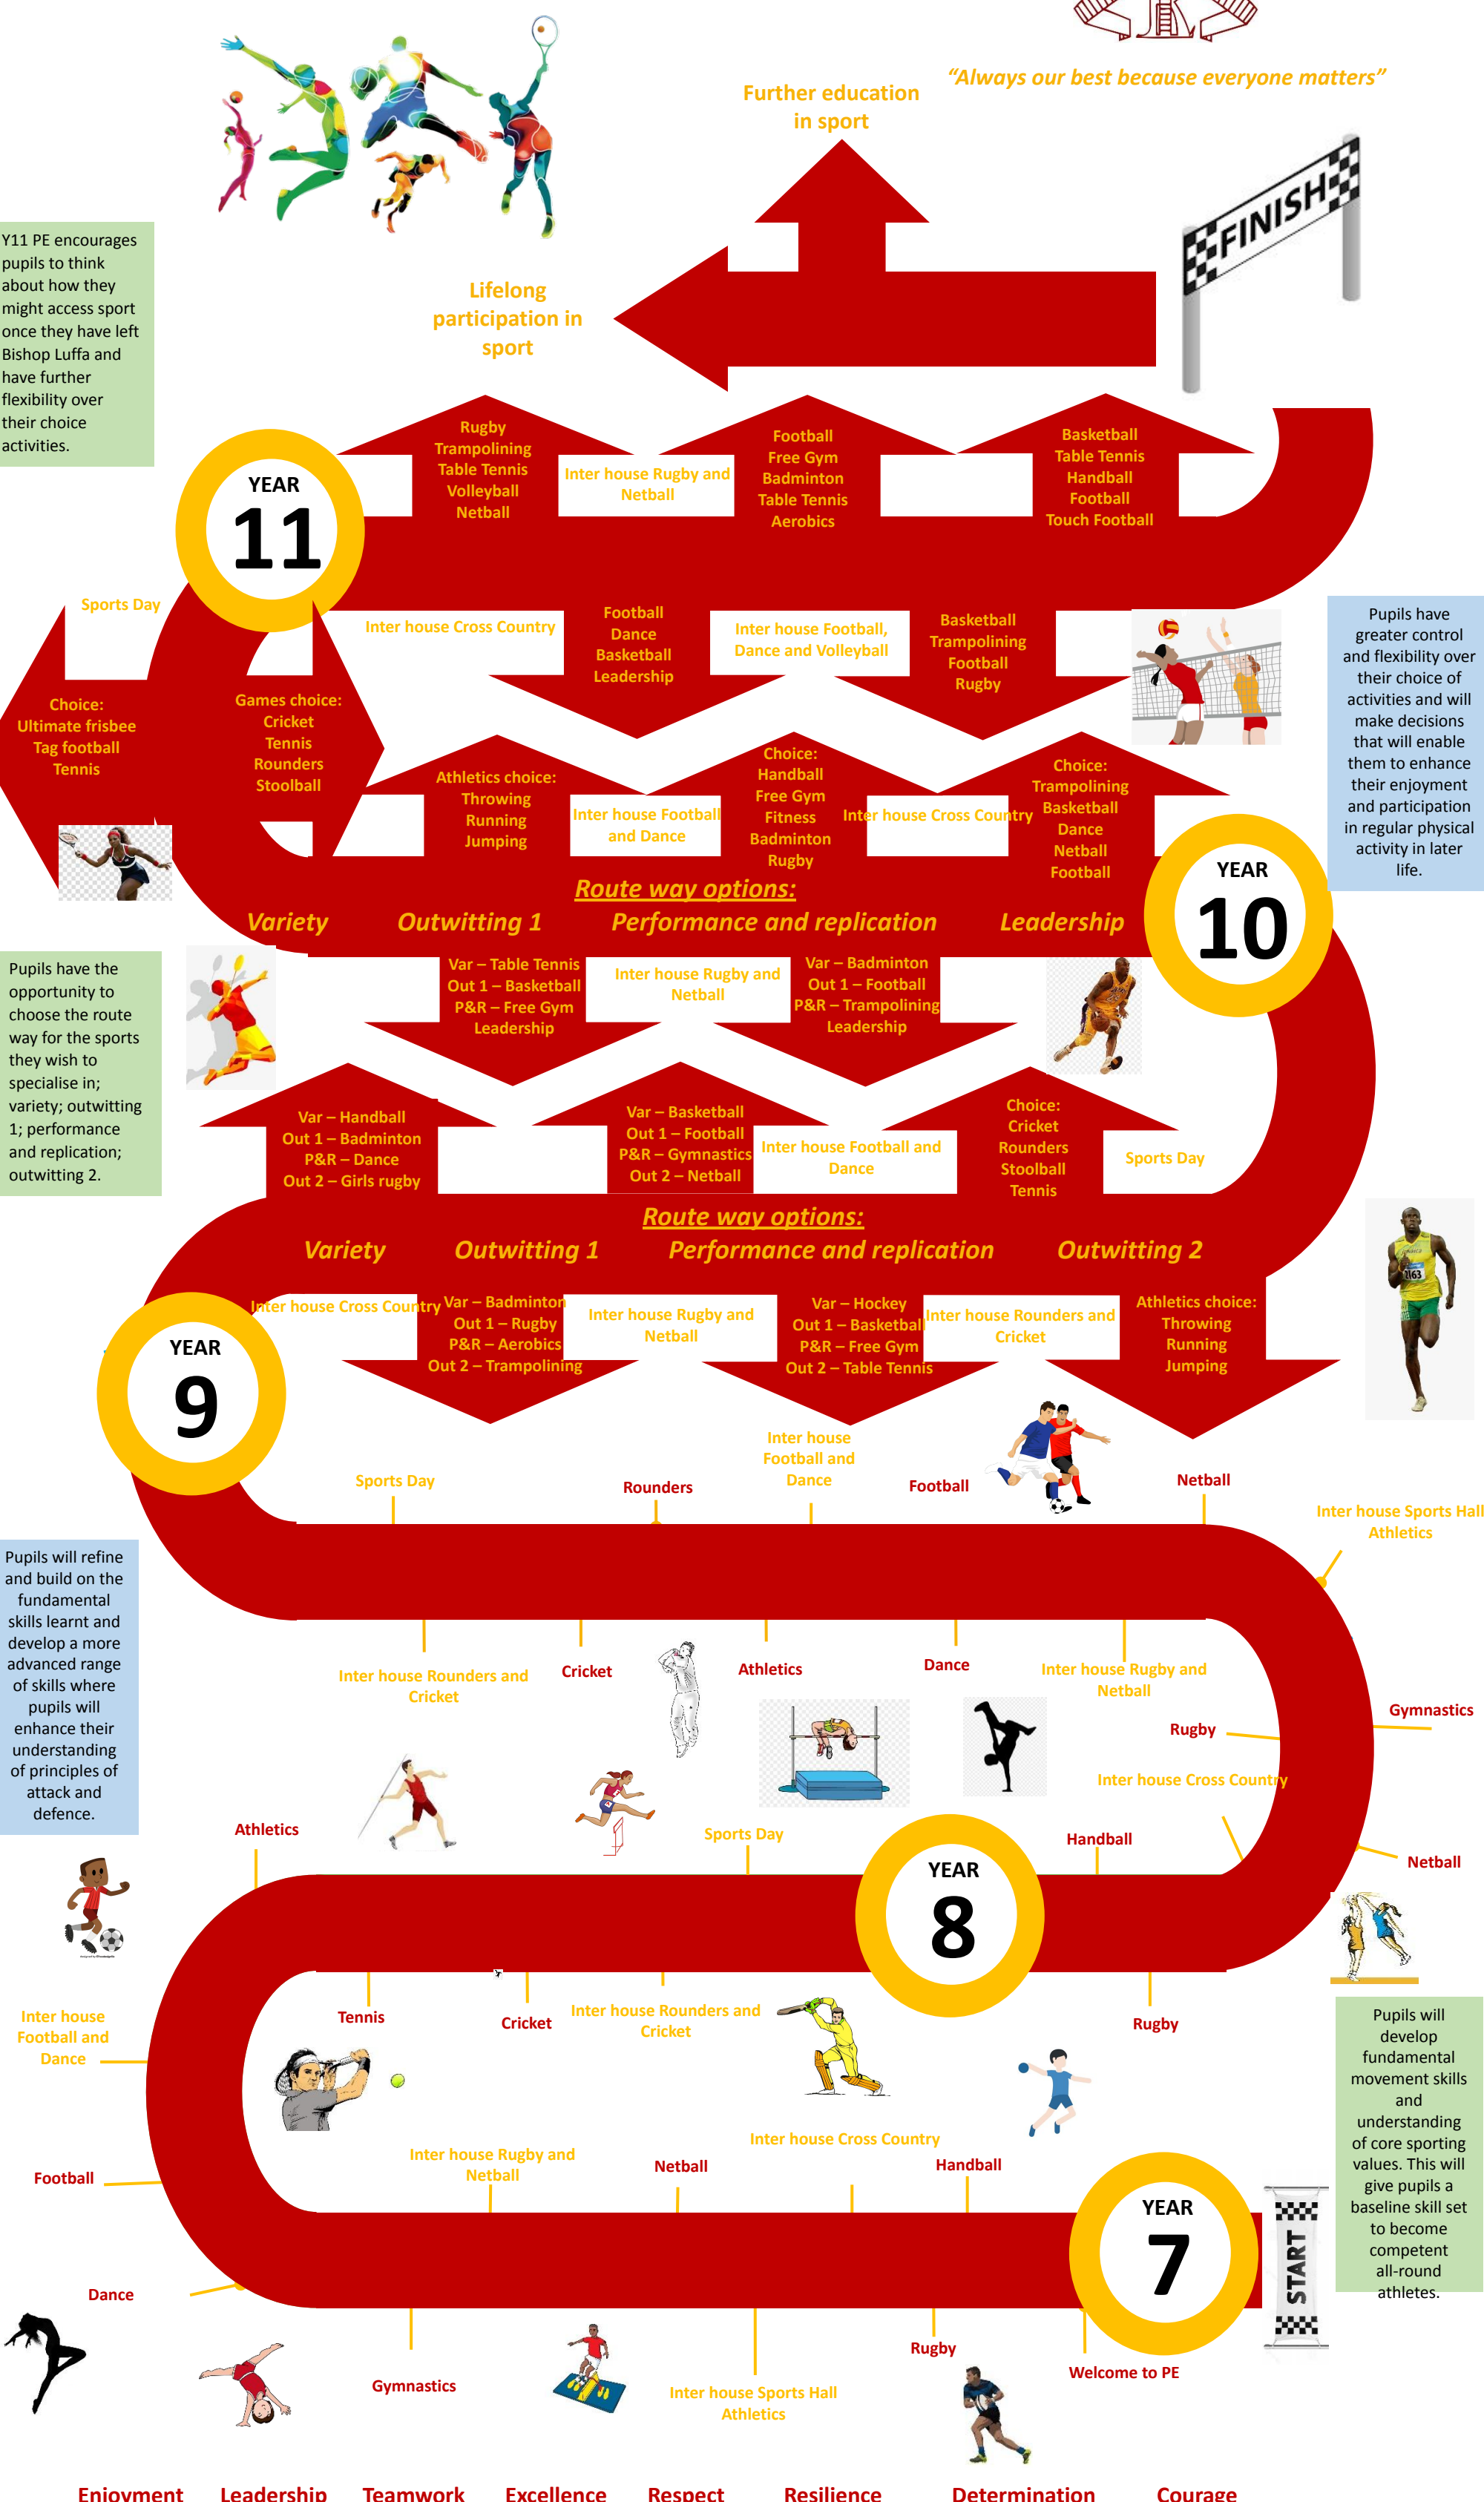 "Always our best because everyone matters"
Further education
in sport
FINISH
Lifelong
participation in
sport
Y11 PE encourages
pupils to think
about how they
might access sport
once they have left
Bishop Luffa and
have further
flexibility over
their choice
activities.
YEAR
11
Rugby
Trampolining
Table Tennis
Volleyball
Netball
Inter house Rugby and
Netball
Football
Free Gym
Badminton
Table Tennis
Aerobics
Basketball
Table Tennis
Handball
Football
Touch Football
Sports Day
Inter house Cross Country
Football
Dance
Basketball
Leadership
Inter house Football,
Dance and Volleyball
Basketball
Trampolining
Football
Rugby
Pupils have
greater control
and flexibility over
their choice of
activities and will
make decisions
that will enable
them to enhance
their enjoyment
and participation
in regular physical
activity in later
life.
Choice:
Ultimate frisbee
Tag football
Tennis
Games choice:
Cricket
Tennis
Rounders
Stoolball
Athletics choice:
Throwing
Running
Jumping
Inter house Football
and Dance
Choice:
Handball
Free Gym
Fitness
Badminton
Rugby
Inter house Cross Country
Choice:
Trampolining
Basketball
Dance
Netball
Football
YEAR
10
Route way options:
Variety Outwitting 1 Performance and replication Leadership
Pupils have the
opportunity to
choose the route
way for the sports
they wish to
specialise in;
variety; outwitting
1; performance
and replication;
outwitting 2.
Var – Table Tennis
Out 1 – Basketball
P&R – Free Gym
Leadership
Inter house Rugby and
Netball
Var – Badminton
Out 1 – Football
P&R – Trampolining
Leadership
Var – Handball
Out 1 – Badminton
P&R – Dance
Out 2 – Girls rugby
Var – Basketball
Out 1 – Football
P&R – Gymnastics
Out 2 – Netball
Inter house Football and
Dance
Choice:
Cricket
Rounders
Stoolball
Tennis
Sports Day
Route way options:
Variety Outwitting 1 Performance and replication Outwitting 2
2163
YEAR
9
Inter house Cross Country
Var – Badminton
Out 1 – Rugby
P&R – Aerobics
Out 2 – Trampolining
Inter house Rugby and
Netball
Var – Hockey
Out 1 – Basketball
P&R – Free Gym
Out 2 – Table Tennis
Inter house Rounders and
Cricket
Athletics choice:
Throwing
Running
Jumping
Sports Day
Rounders
Inter house
Football and
Dance
Football
Netball
Inter house Sports Hall
Athletics
Pupils will refine
and build on the
fundamental
skills learnt and
develop a more
advanced range
of skills where
pupils will
enhance their
understanding
of principles of
attack and
defence.
Inter house Rounders and
Cricket
Cricket
Athletics
Dance
Inter house Rugby and
Netball
Rugby
Gymnastics
Inter house Cross Country
Athletics
Sports Day
YEAR
8
Handball
Netball
Tennis
Cricket
Inter house Rounders and
Cricket
Rugby
Inter house
Football and
Dance
Pupils will
develop
fundamental
movement skills
and
understanding
of core sporting
values. This will
give pupils a
baseline skill set
to become
competent
all-round
athletes.
Football
Inter house Rugby and
Netball
Netball
Inter house Cross Country
Handball
YEAR
7
START
Dance
Gymnastics
Inter house Sports Hall
Athletics
Rugby
Welcome to PE
Enjoyment Leadership Teamwork Excellence Respect Resilience Determination Courage